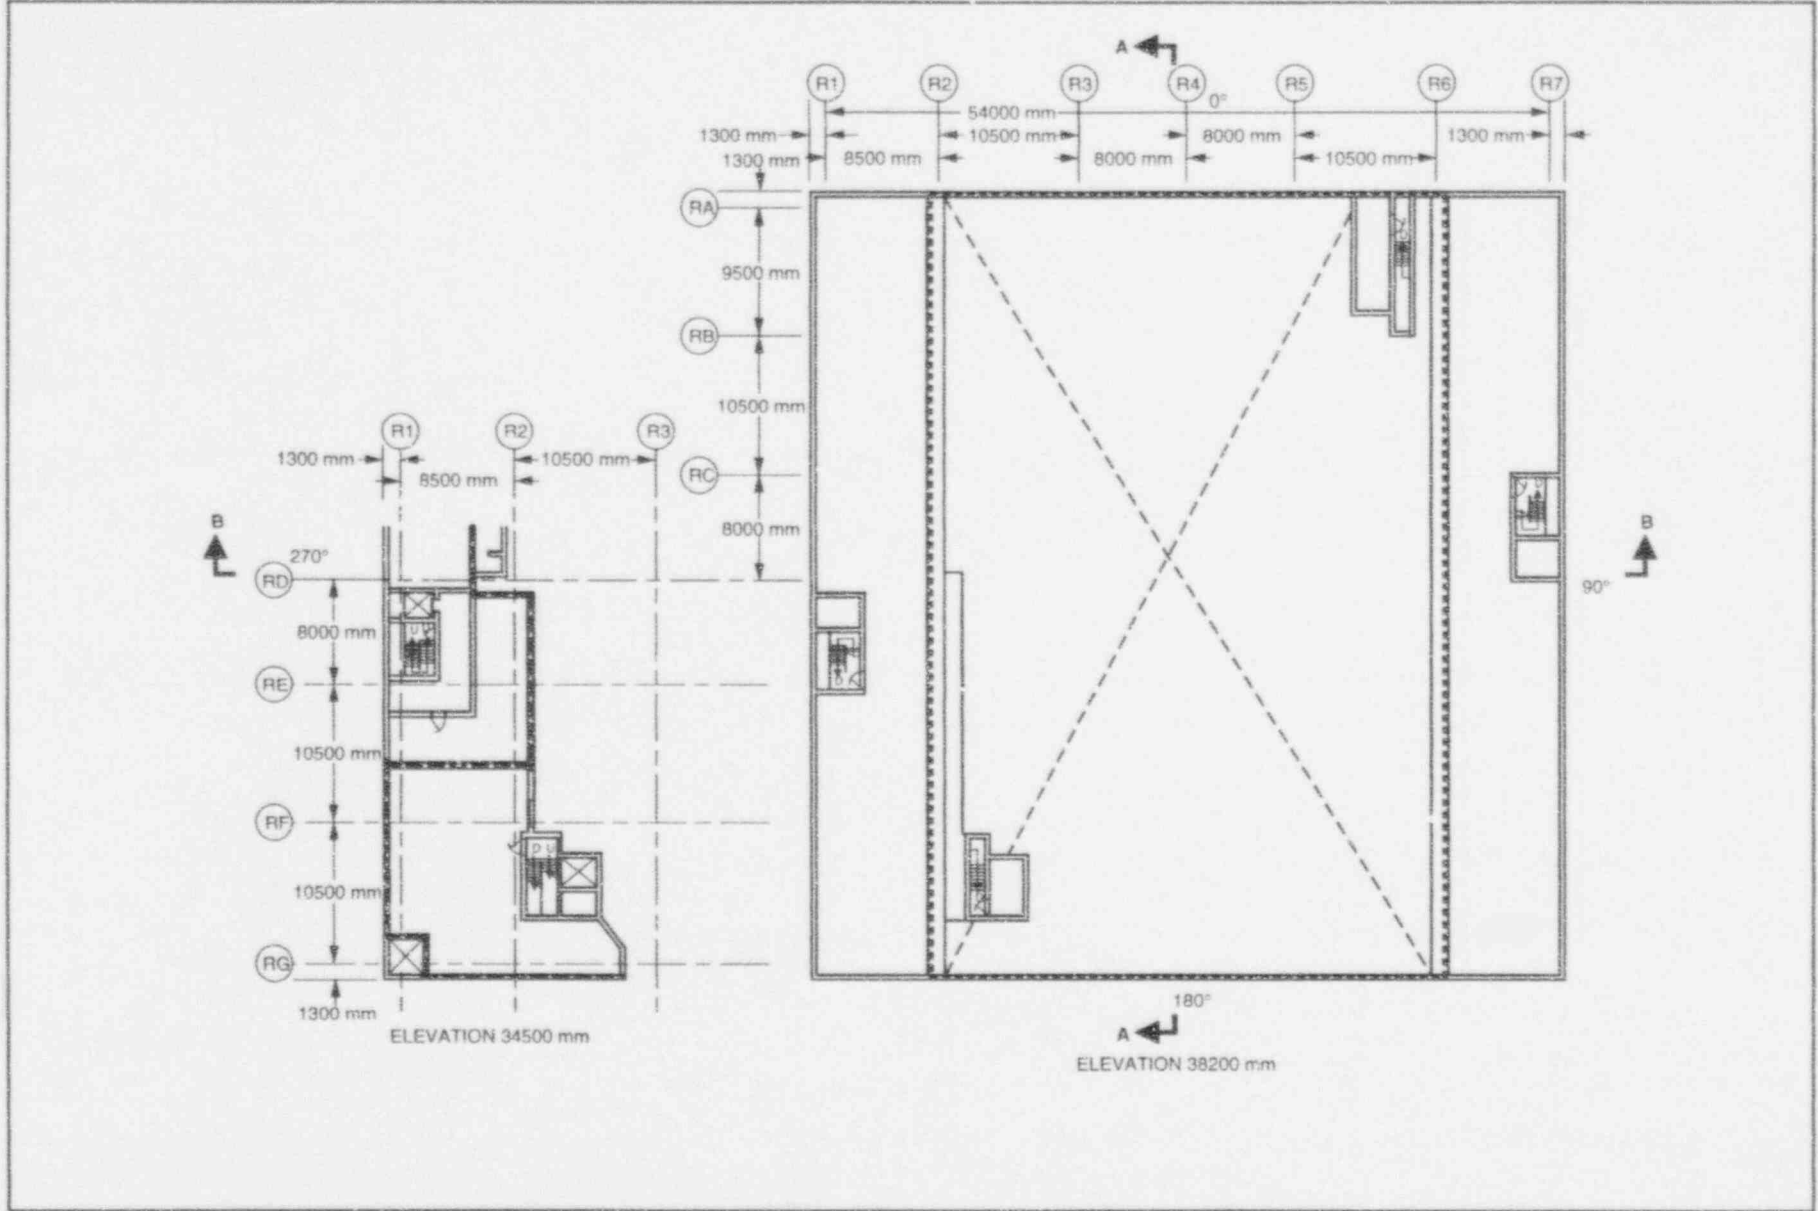 A
R1 R2 R3 R4 R5 R6 R7
0°
54000 mm
1300 mm 10500 mm 8000 mm 1300 mm
1300 mm 8500 mm 8000 mm 10500 mm
RA
9500 mm
RB
10500 mm
RC
8000 mm
R1 R2 R3
1300 mm 10500 mm
8500 mm
B
270°
RD
8000 mm
RE
10500 mm
RF
10500 mm
RG
1300 mm
U D
D U
ELEVATION 34500 mm
B
90°
180°
A
ELEVATION 38200 mm